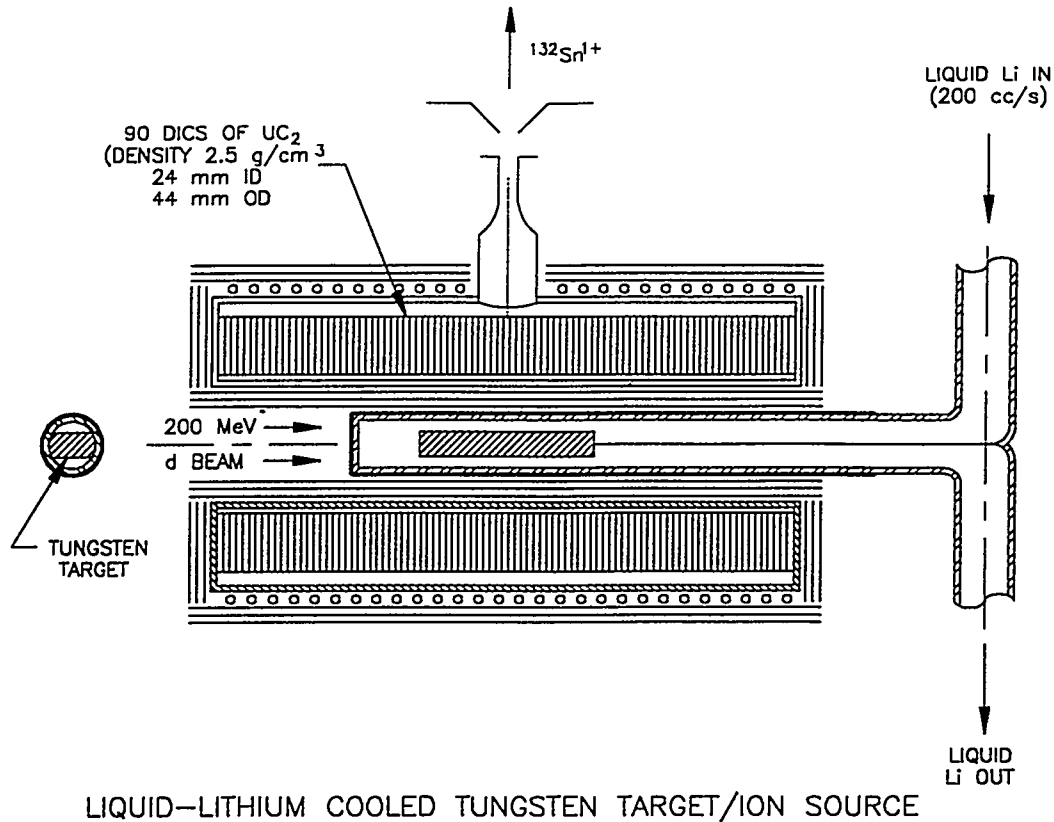 132Sn1+
LIQUID Li IN
(200 cc/s)
90 DICS OF UC2
(DENSITY 2.5 g/cm3
24 mm ID
44 mm OD
200 MeV
d BEAM
TUNGSTEN
TARGET
LIQUID
Li OUT
LIQUID-LITHIUM COOLED TUNGSTEN TARGET/ION SOURCE